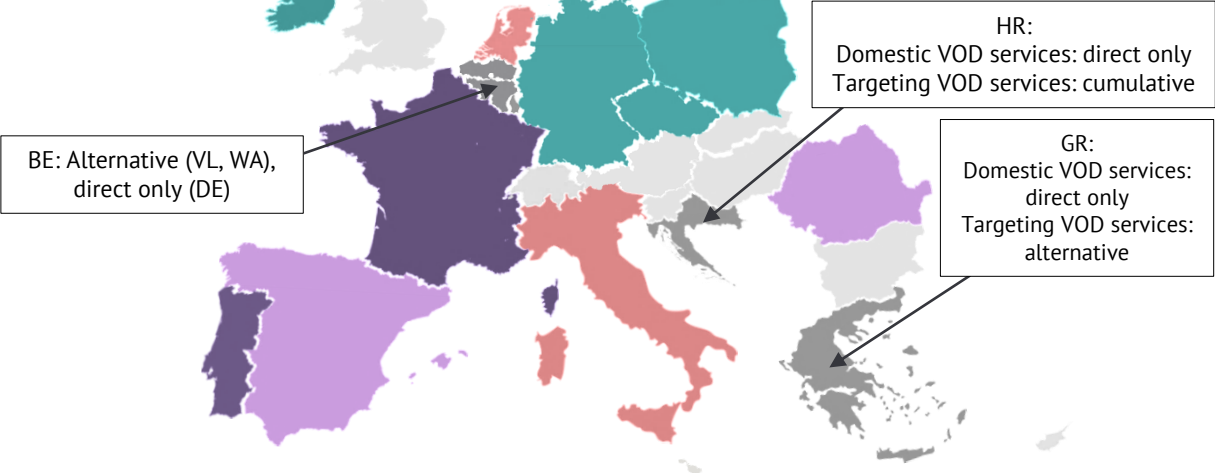 HR:
Domestic VOD services: direct only
Targeting VOD services: cumulative
BE: Alternative (VL, WA),
direct only (DE)
GR:
Domestic VOD services:
direct only
Targeting VOD services:
alternative